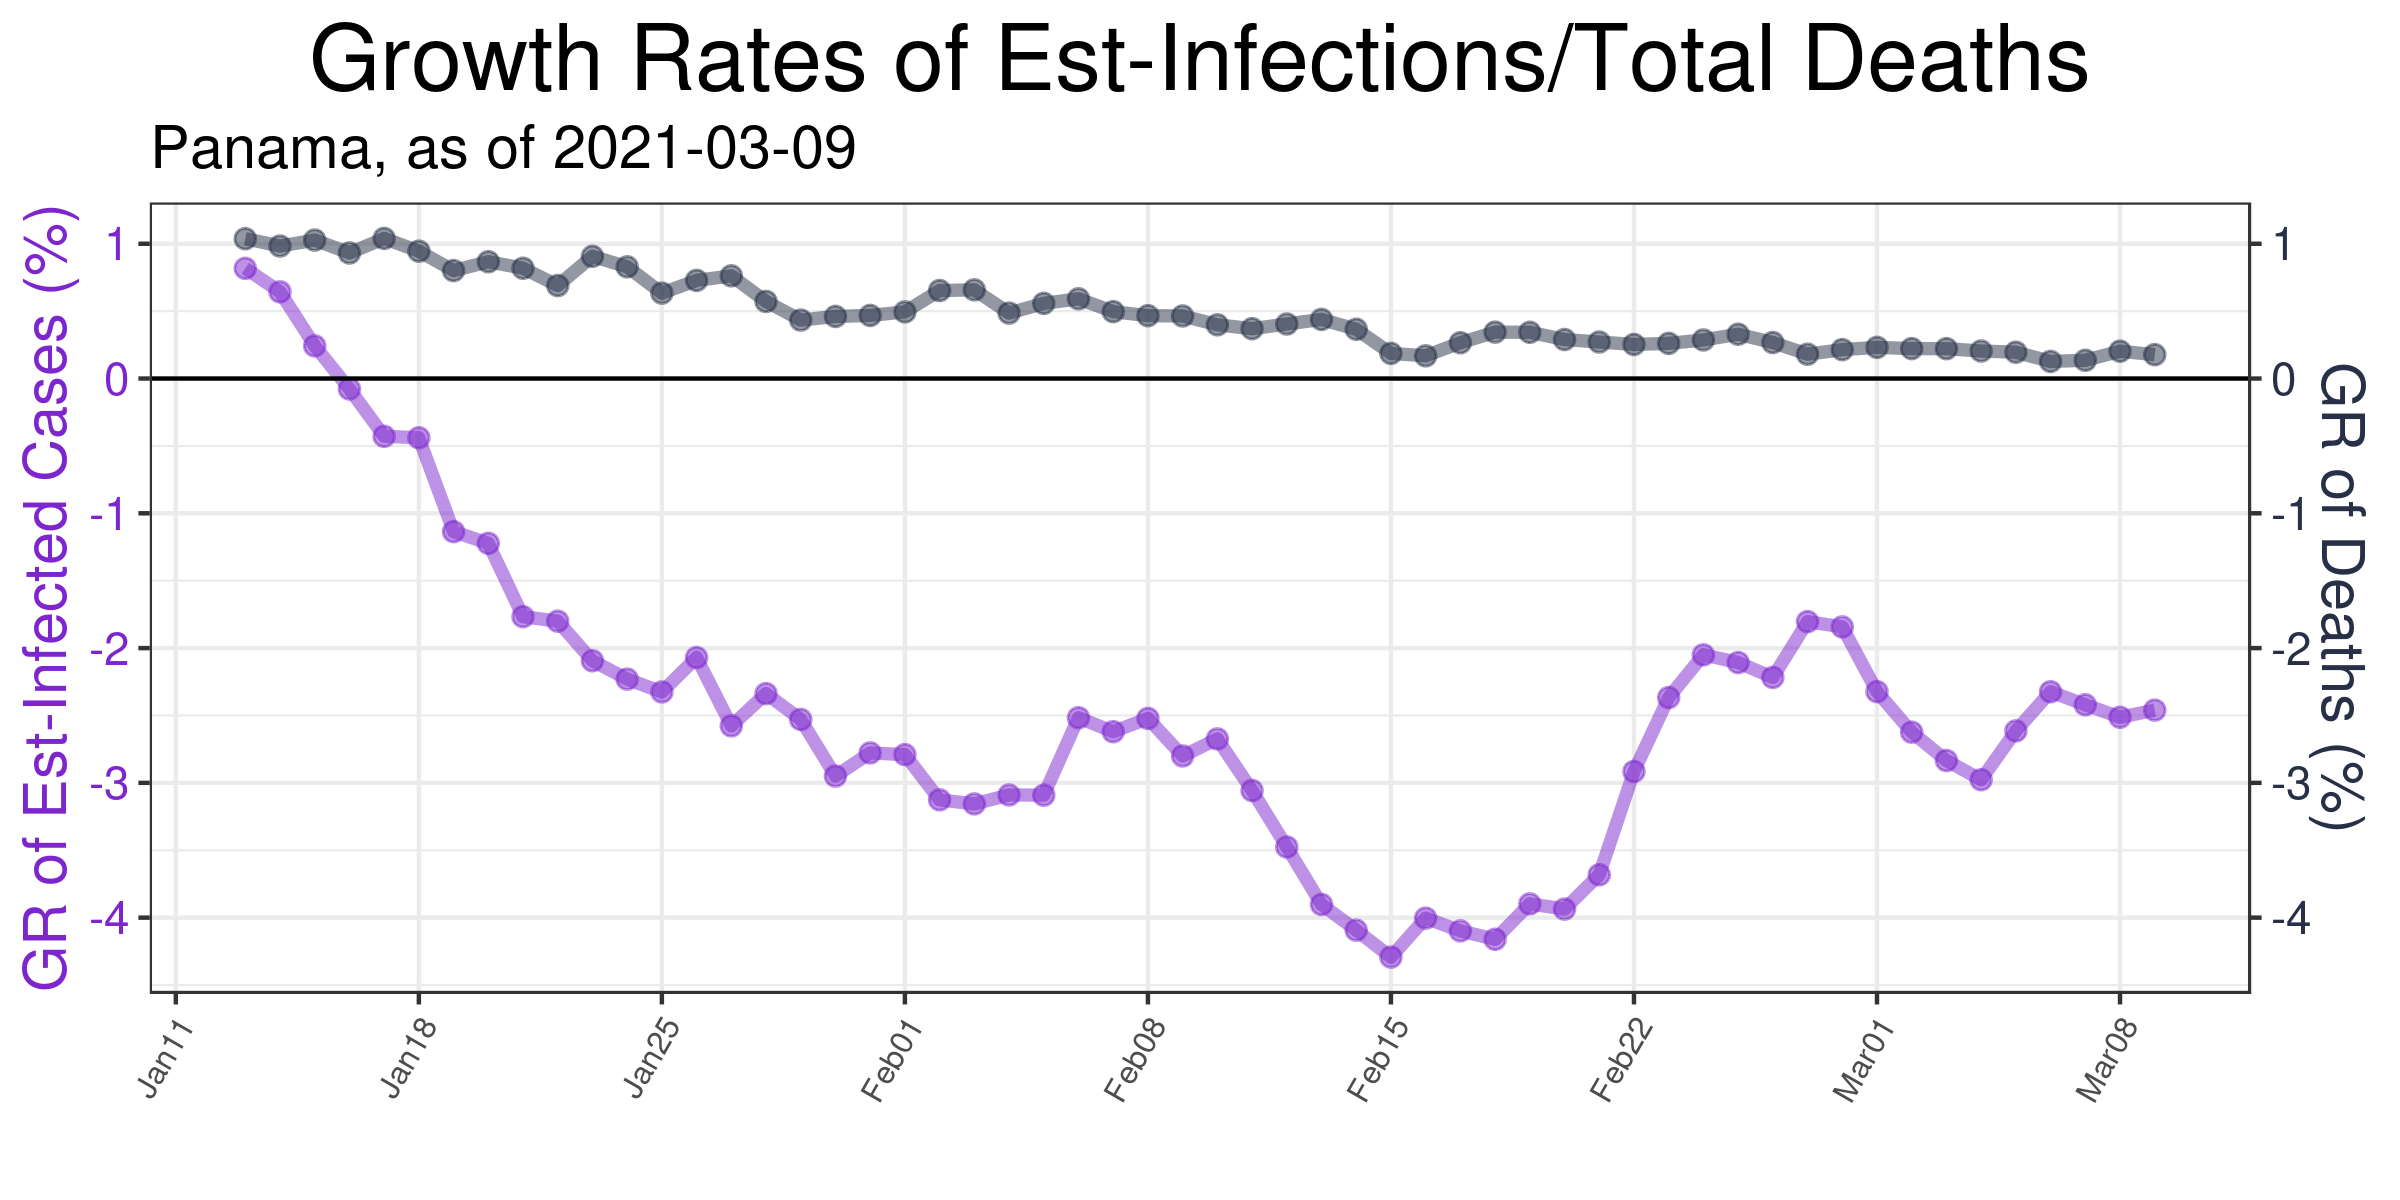 Growth Rates of Est-Infections/Total Deaths
Panama, as of 2021-03-09
GR of Est-Infected Cases (%)
1
0
-1
-2
-3
-4
1
0
-1
-2
-3
-4
GR of Deaths (%)
Jan11
Jan18
Jan25
Feb01
Feb08
Feb15
Feb22
Mar01
Mar08